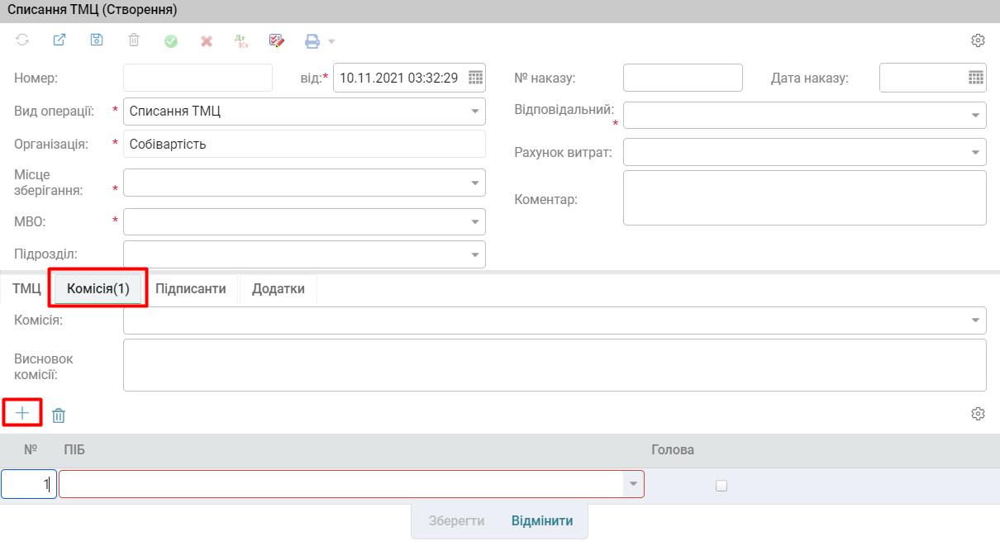 Списання ТМЦ (Створення)
Дт
Кт
Номер:
від:* 10.11.2021 03:32:29
№ наказу:
Дата наказу:
Вид операції: * Списання ТМЦ
Відповідальний: *
Організація: * Собівартість
Рахунок витрат:
Місце
зберігання: *
Коментар:
МВО: *
Підрозділ:
ТМЦ Комісія(1) Підписанти Додатки
Комісія:
Висновок
комісії:
№ ПІБ Голова
1
Зберегти Відмінити